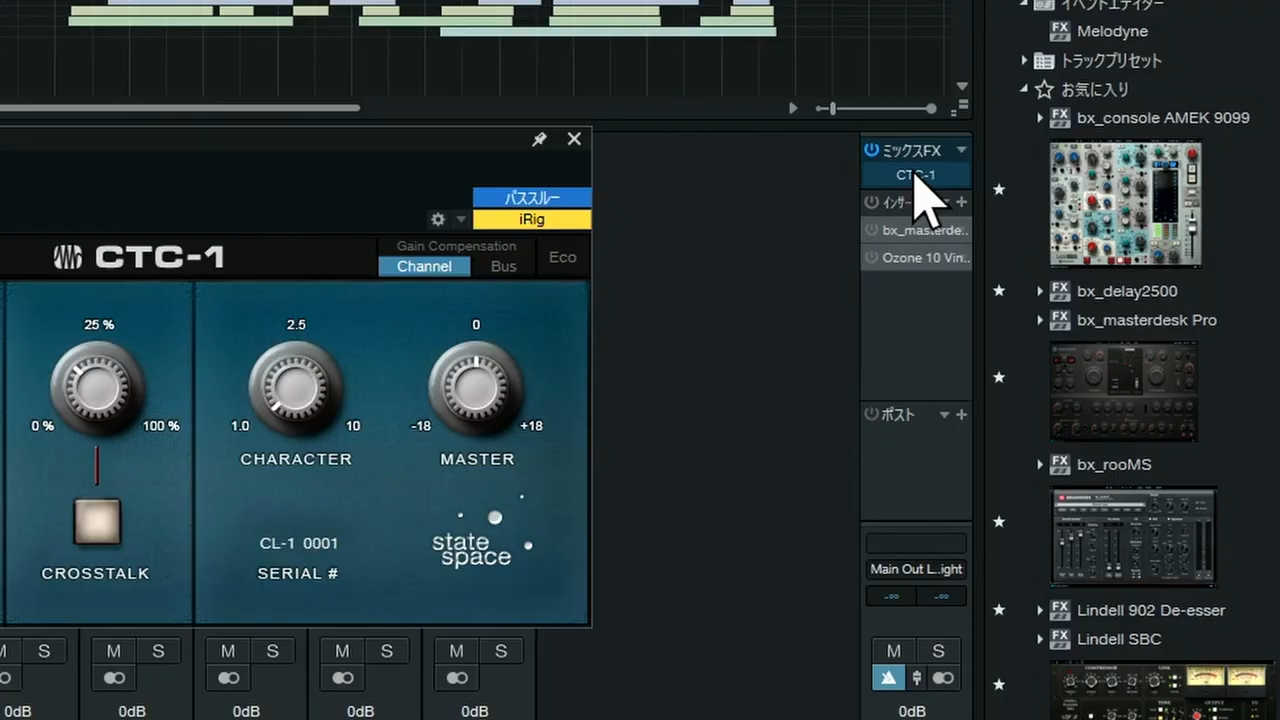 イベントエディター
Melodyne
トラックプリセット
お気に入り
bx_console AMEK 9099
bx_delay2500
bx_masterdesk Pro
bx_rooMS
Lindell 902 De-esser
Lindell SBC
パススルー
iRig
CTC-1
Gain Compensation
Channel
Bus
Eco
25 %
0 %
100 %
CROSSTALK
2.5
1.0
10
CHARACTER
0
-18
+18
MASTER
CL-1 0001
SERIAL #
state
space
ミックスFX
CTC-1
インサー
bx_masterde..
Ozone 10 Vin..
ポスト
Main Out L..ight
-∞ -∞
M S
0dB
S
M S
M S
M S
M S
0dB
0dB
0dB
0dB
0dB